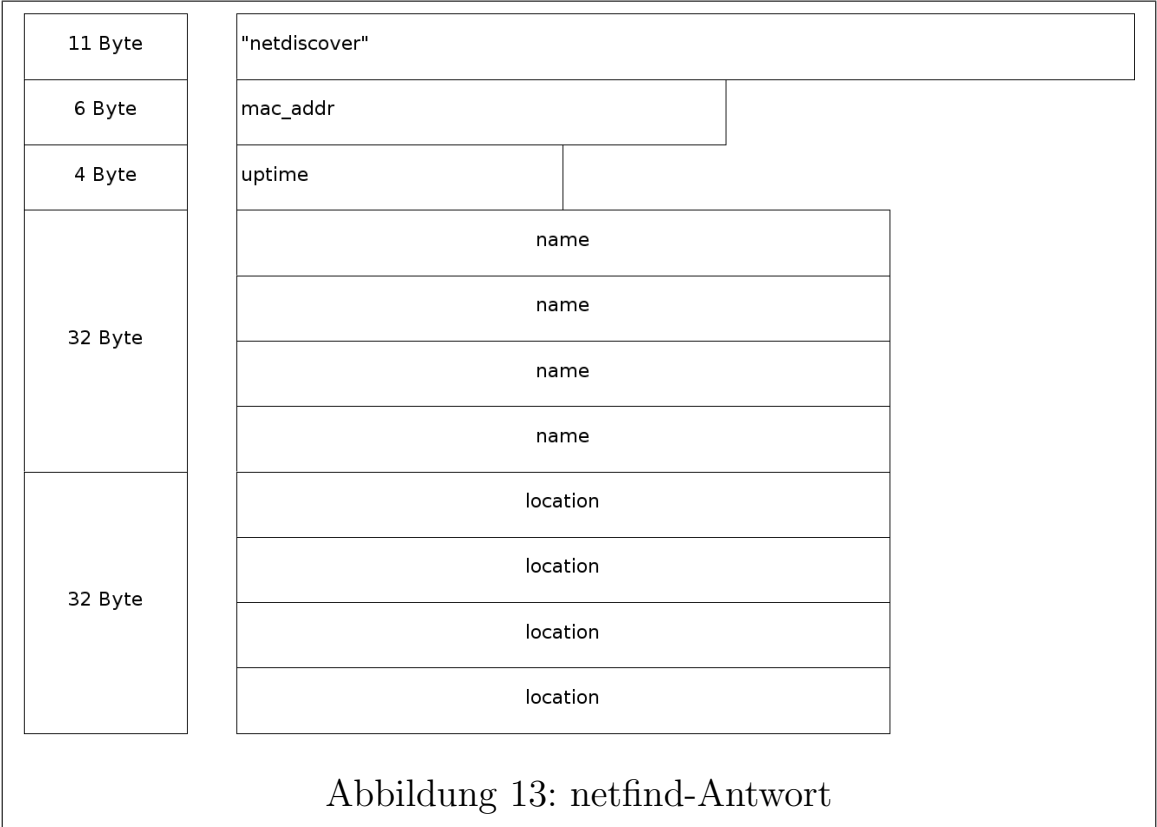 11 Byte "netdiscover"
6 Byte mac_addr
4 Byte uptime
32 Byte
name
name
name
name
32 Byte
location
location
location
location
Abbildung 13: netfind-Antwort